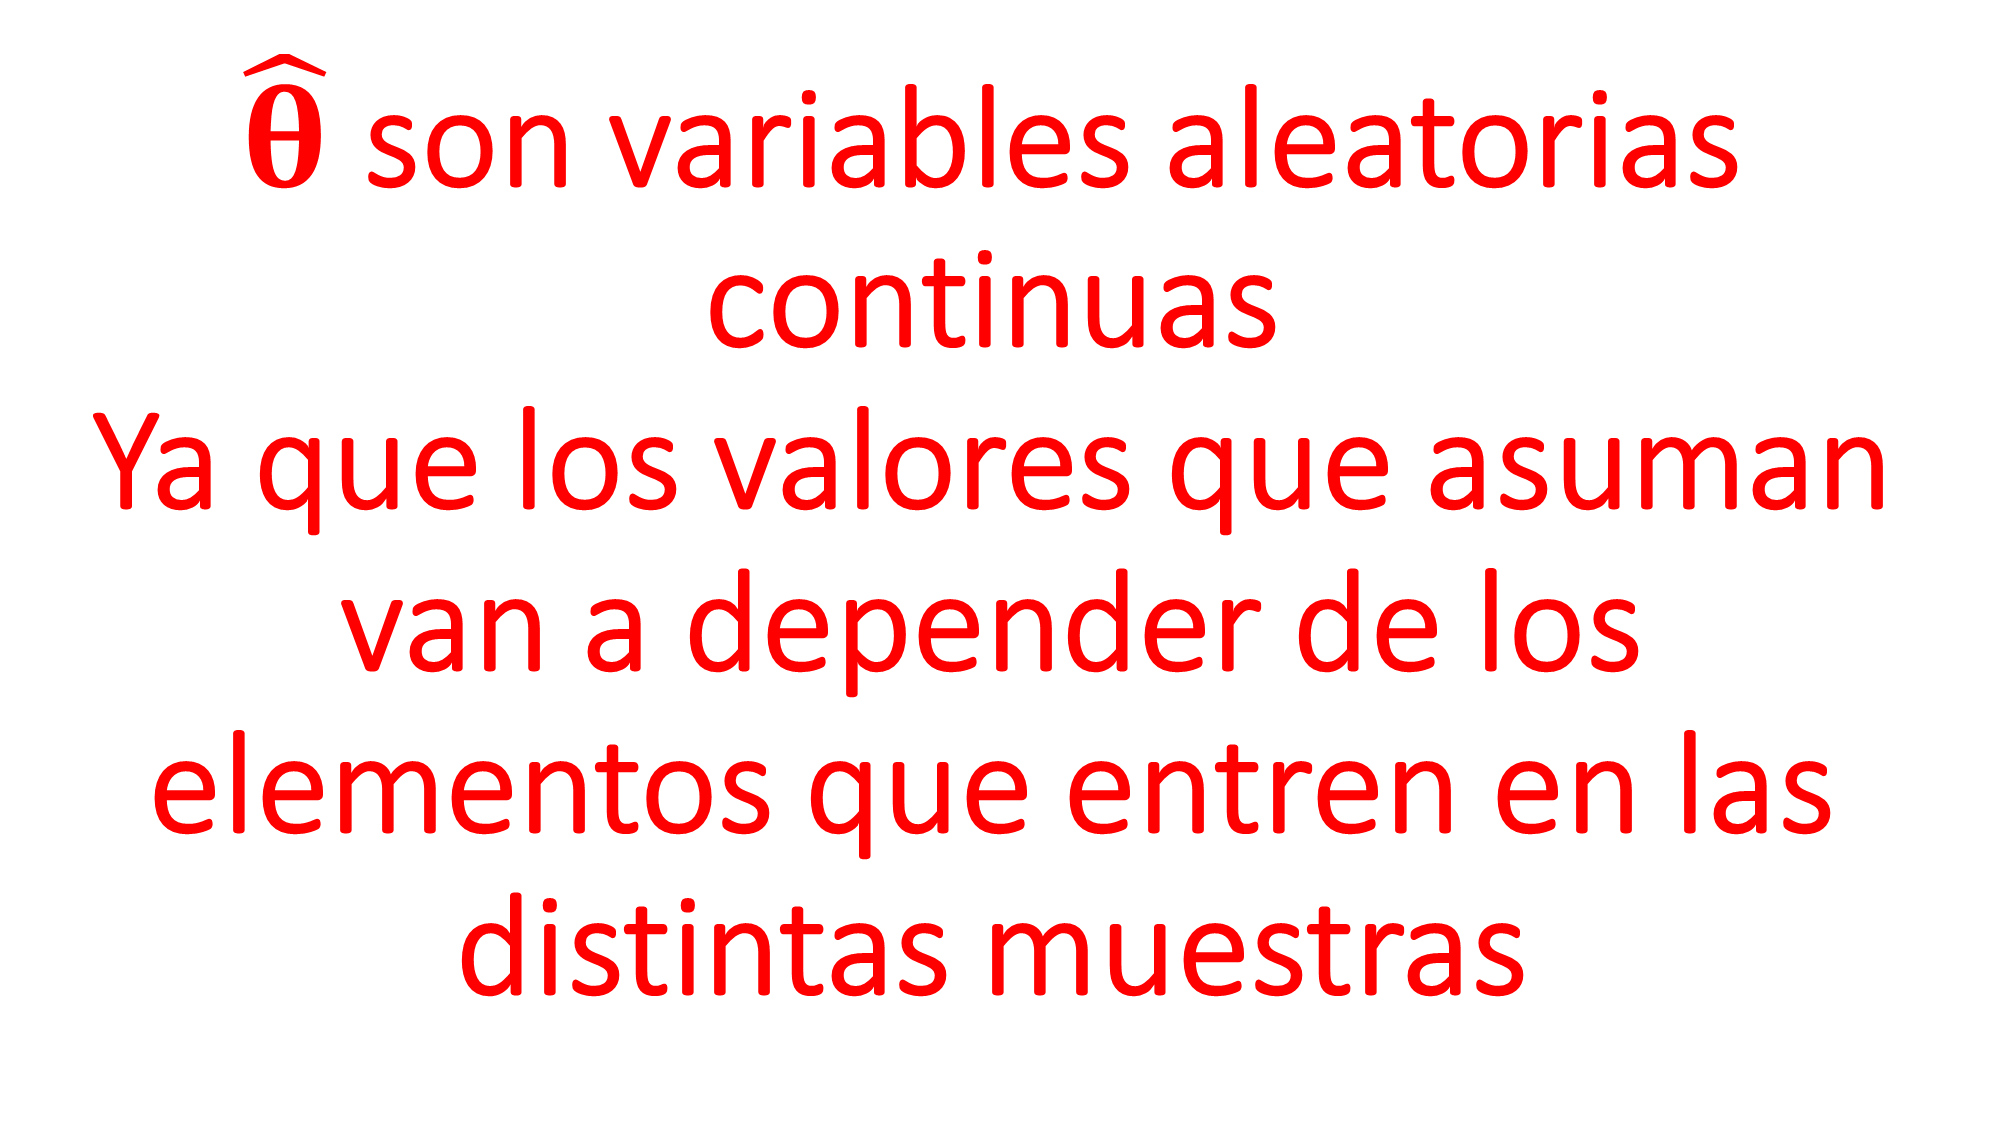 θ̂ son variables aleatorias
continuas
Ya que los valores que asuman
van a depender de los
elementos que entren en las
distintas muestras